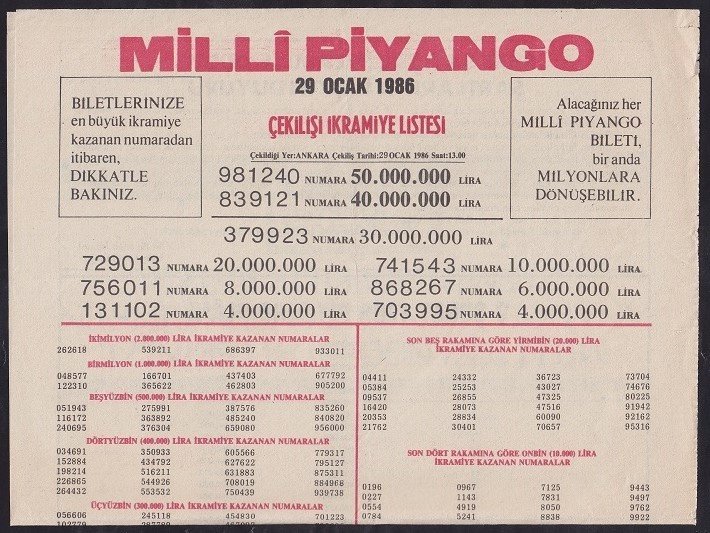 MİLLÎ PİYANGO
29 OCAK 1986
ÇEKİLİŞİ İKRAMİYE LİSTESİ
BİLETLERINIZE
en büyük ikramiye
kazanan numaradan
itibaren,
DIKKATLE
BAKINIZ.
Alacağınız her
MİLLÎ PIYANGO
BILETİ,
bir anda
MILYONLARA
DÖNÜŞEBILIR.
Çekildiği Yer:ANKARA Çekiliş Tarihi:29 OCAK 1986 Saat:13.00
981240 NUMARA 50.000.000 LİRA
839121 NUMARA 40.000.000 LİRA
379923 NUMARA 30.000.000 LİRA
729013 NUMARA 20.000.000 LİRA 741543 NUMARA 10.000.000 LİRA
756011 NUMARA 8.000.000 LİRA 868267 NUMARA 6.000.000 LİRA
131102 NUMARA 4.000.000 LİRA 703995 NUMARA 4.000.000 LİRA
İKİMİLYON (2.000.000) LİRA İKRAMİYE KAZANAN NUMARALAR
262618 539211 686397 933011
BİRMİLYON (1.000.000) LİRA İKRAMİYE KAZANAN NUMARALAR
048577 166701 437403 677792
122310 365622 462803 905200
BEŞYÜZBİN (500.000) LİRA İKRAMİYE KAZANAN NUMARALAR
051943 275991 387576 835260
116172 363892 485240 840820
240695 376304 659080 956000
DÖRTYÜZBİN (400.000) LİRA İKRAMİYE KAZANAN NUMARALAR
034691 350933 605566 779317
152884 434792 627622 795127
198214 516211 631883 875311
226865 544926 708019 884968
264432 553532 750439 939738
ÜÇYÜZBİN (300.000) LİRA İKRAMİYE KAZANAN NUMARALAR
056606 245118 454830 701223
SON BEŞ RAKAMINA GÖRE YİRMİBİN (20.000) LİRA
İKRAMİYE KAZANAN NUMARALAR
04411 24332 36723 73704
05384 25253 43027 74676
09537 26855 47325 80225
16420 28073 47516 91942
20353 28834 60090 92162
21762 30401 70657 95316
SON DÖRT RAKAMINA GÖRE ONBİN (10.000) LİRA
İKRAMİYE KAZANAN NUMARALAR
0196 0967 7125 9443
0227 1143 7831 9497
0554 4919 8050 9762
0784 5241 8838 9922